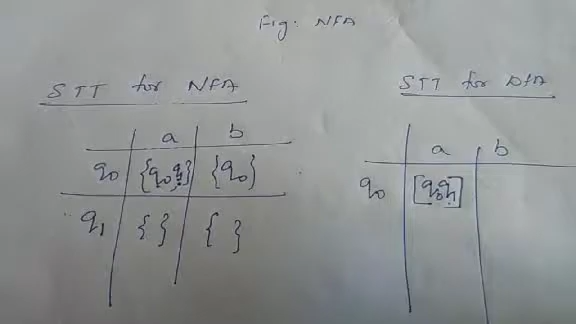 Fig. NFA
STT for NFA
a b
q0 {q0,q1} {q0}
q1 { } { }
STT for DFA
a b
q0 [q0q1]